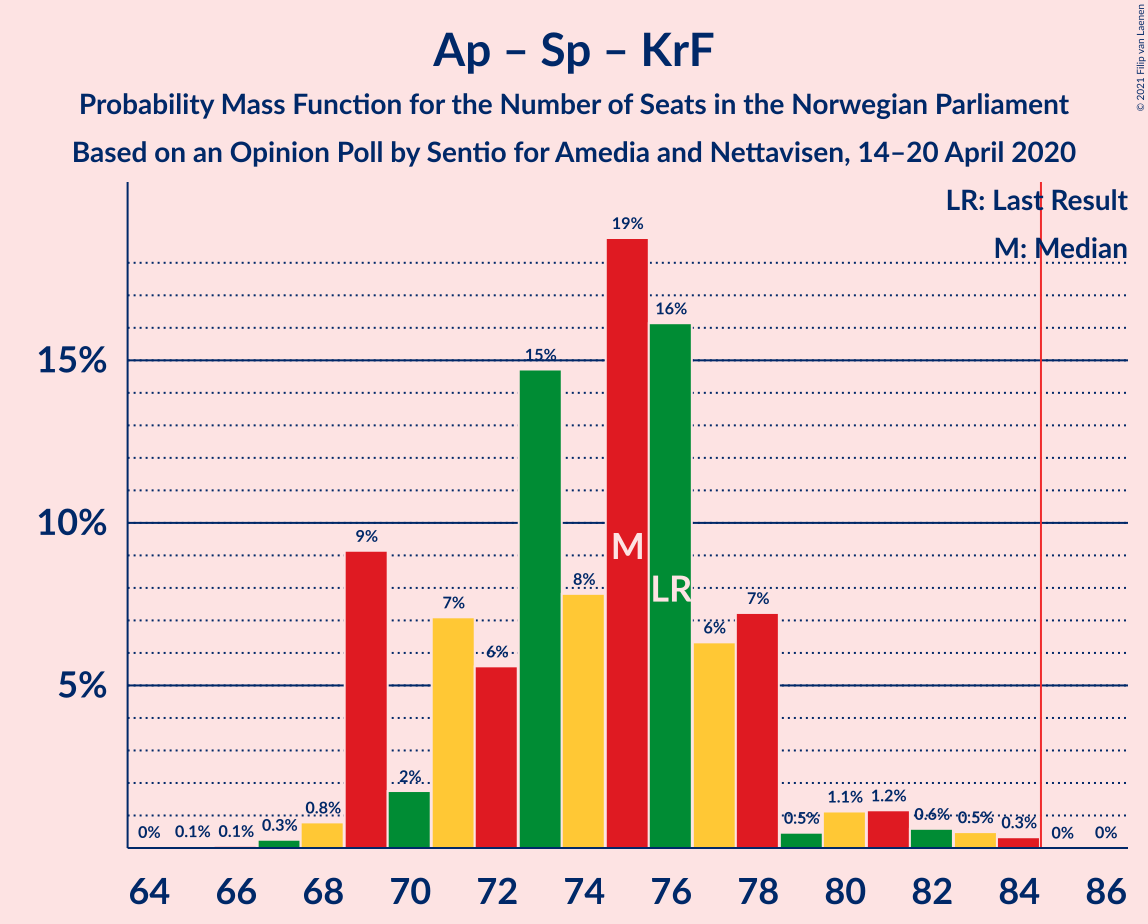 Ap – Sp – KrF
Probability Mass Function for the Number of Seats in the Norwegian Parliament
Based on an Opinion Poll by Sentio for Amedia and Nettavisen, 14–20 April 2020
© 2021 Filip van Laenen
LR: Last Result
M: Median
15%
10%
5%
0%
0.1%
0.1%
0.3%
0.8%
9%
2%
7%
6%
15%
8%
19%
16%
6%
7%
0.5%
1.1%
1.2%
0.6%
0.5%
0.3%
0%
0%
M
LR
64 66 68 70 72 74 76 78 80 82 84 86